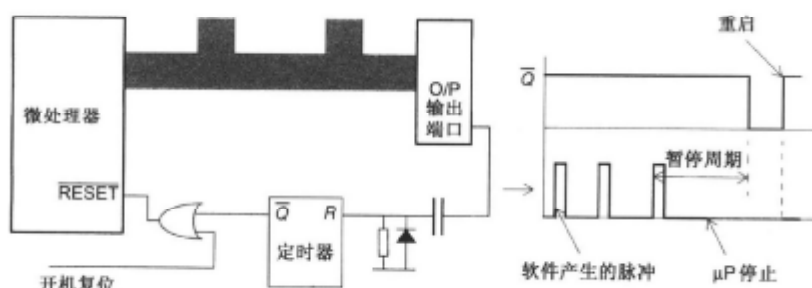 微处理器
RESET
O/P
输出
端口
Q
R
定时器
开机复位
Q
重启
暂停周期
软件产生的脉冲
μP 停止